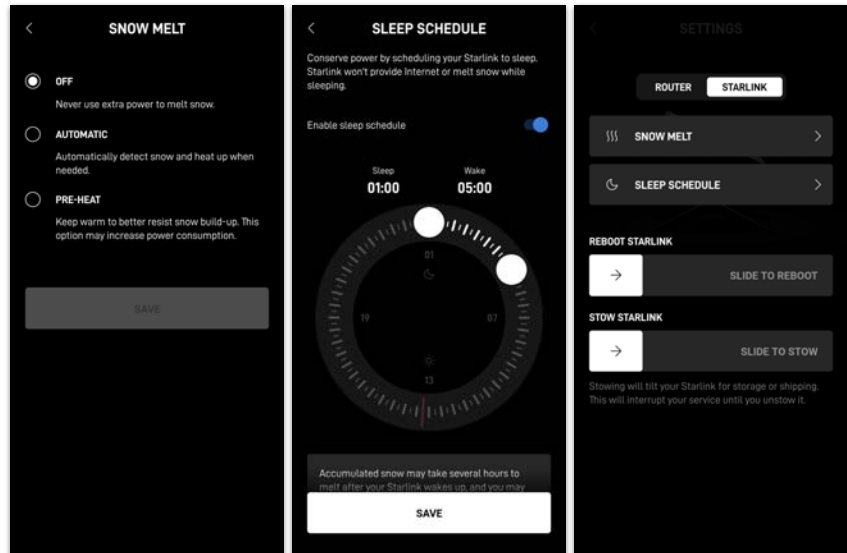 SNOW MELT
OFF
Never use extra power to melt snow.
AUTOMATIC
Automatically detect snow and heat up when
needed.
PRE-HEAT
Keep warm to better resist snow build-up. This
option may increase power consumption.
SAVE
SLEEP SCHEDULE
Conserve power by scheduling your Starlink to sleep.
Starlink won't provide Internet or melt snow while
sleeping.
Enable sleep schedule
Sleep Wake
01:00 05:00
01
19 07
13
Accumulated snow may take several hours to
melt after your Starlink wakes up, and you may
SAVE
SETTINGS
ROUTER STARLINK
SNOW MELT
SLEEP SCHEDULE
REBOOT STARLINK
SLIDE TO REBOOT
STOW STARLINK
SLIDE TO STOW
Stowing will tilt your Starlink for storage or shipping.
This will interrupt your service until you unstow it.